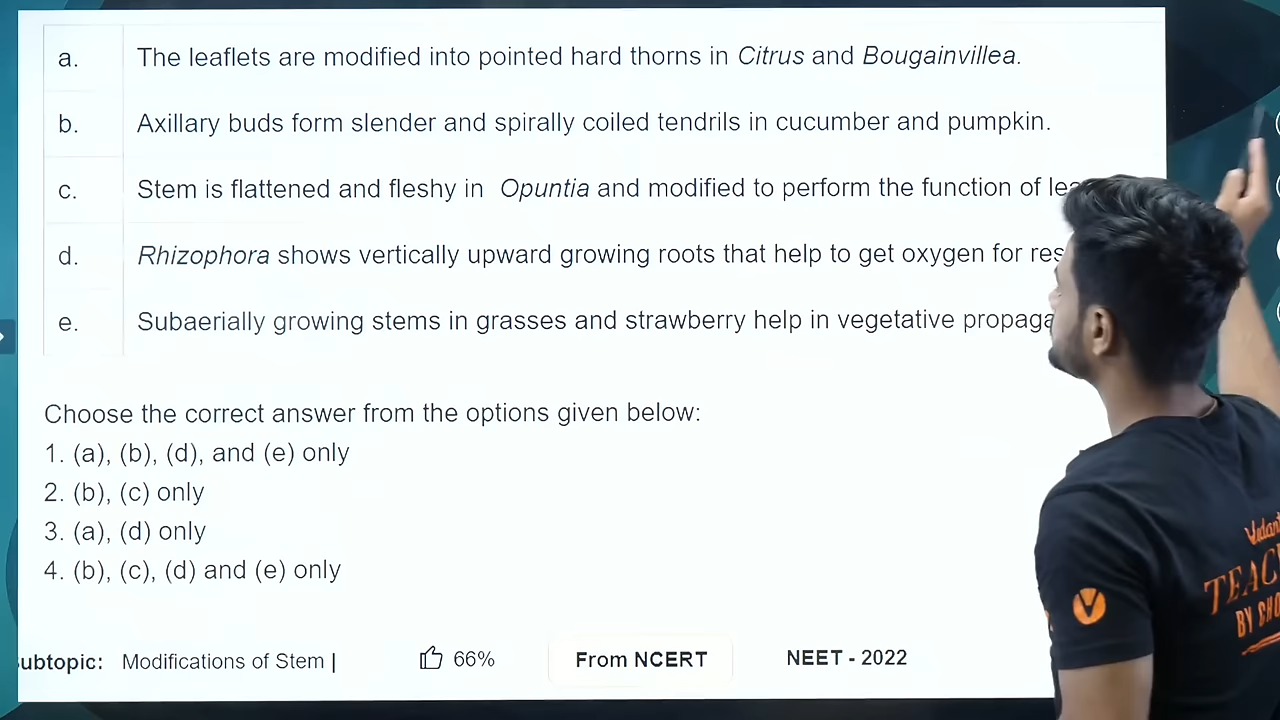 a. The leaflets are modified into pointed hard thorns in Citrus and Bougainvillea.
b. Axillary buds form slender and spirally coiled tendrils in cucumber and pumpkin.
c. Stem is flattened and fleshy in Opuntia and modified to perform the function of
d. Rhizophora shows vertically upward growing roots that help to get oxygen for
e. Subaerially growing stems in grasses and strawberry help in vegetative
Choose the correct answer from the options given below:
1. (a), (b), (d), and (e) only
2. (b), (c) only
3. (a), (d) only
4. (b), (c), (d) and (e) only
ubtopic: Modifications of Stem | 66% From NCERT NEET - 2022
TEAC
BY